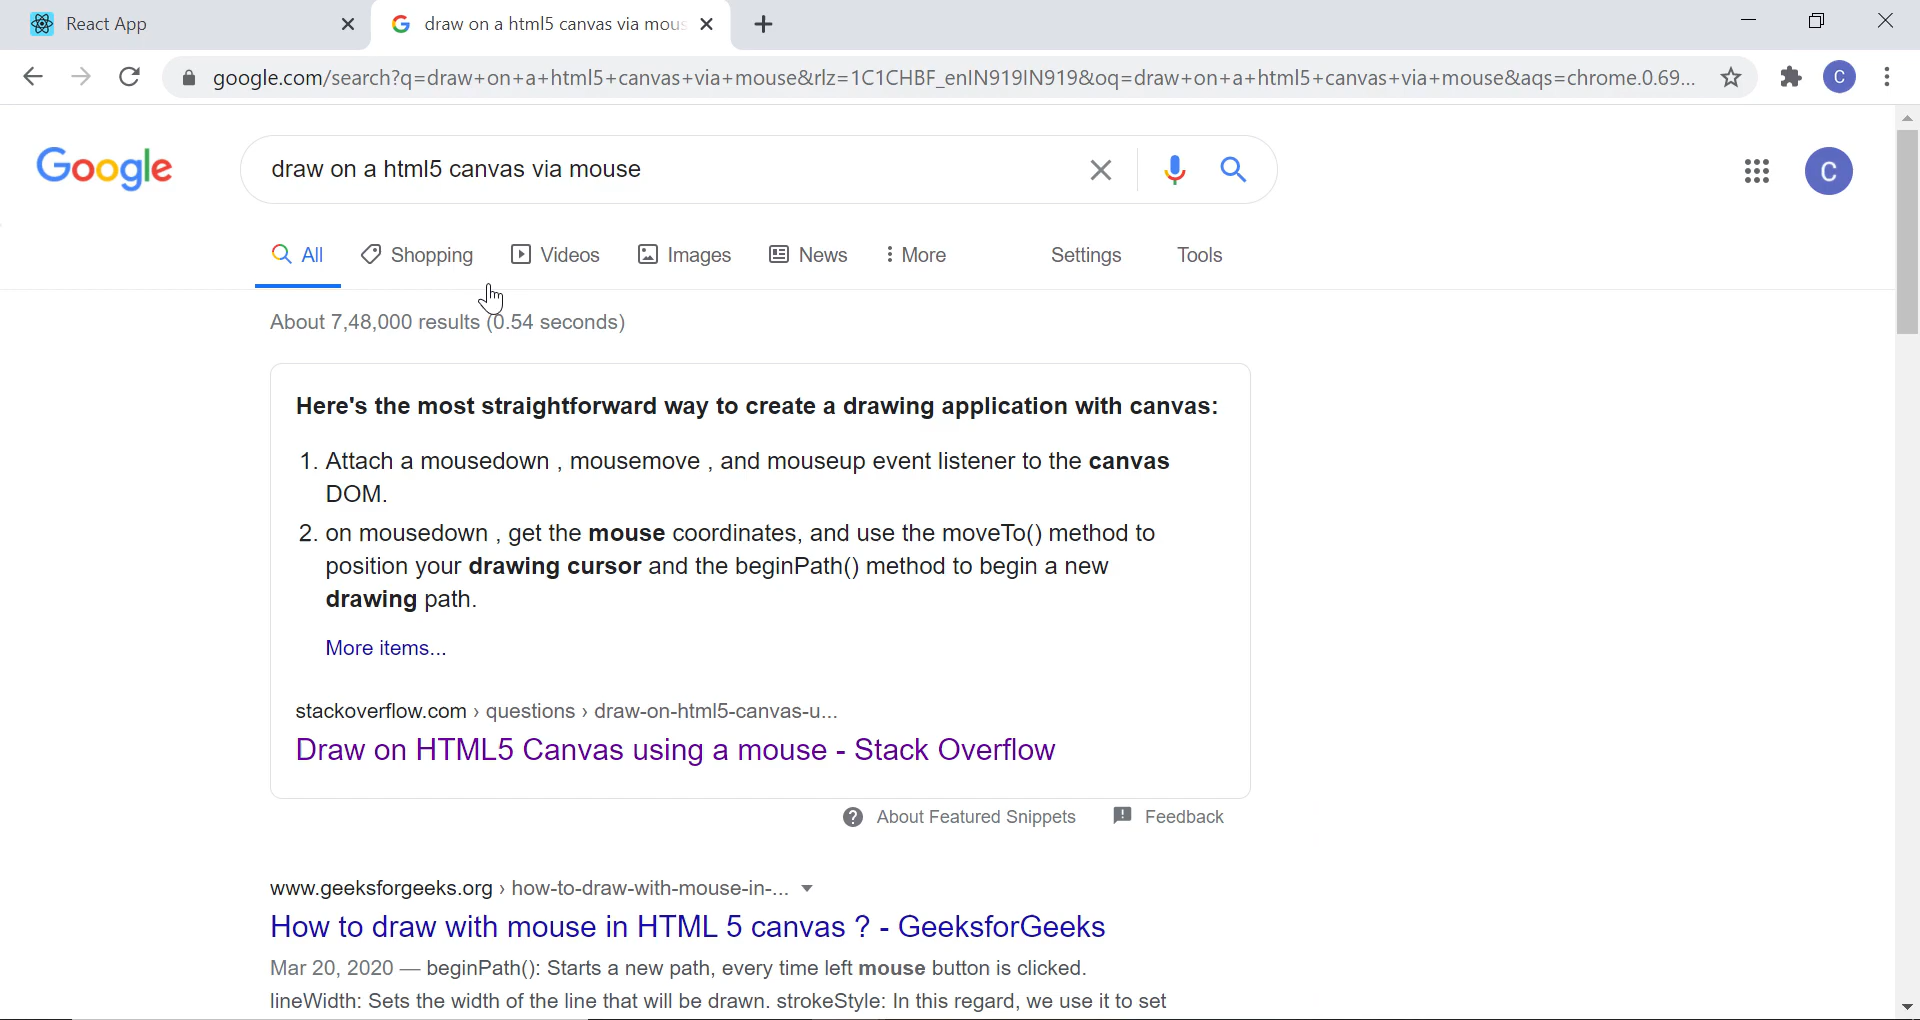 React App
draw on a html5 canvas via mous
google.com/search?q=draw+on+a+html5+canvas+via+mouse&rlz=1C1CHBF_enIN919IN919&oq=draw+on+a+html5+canvas+via+mouse&aqs=chrome.0.69...
C
Google
draw on a html5 canvas via mouse
C
All
Shopping
Videos
Images
News
More
Settings
Tools
About 7,48,000 results (0.54 seconds)
Here's the most straightforward way to create a drawing application with canvas:
1. Attach a mousedown , mousemove , and mouseup event listener to the canvas
DOM.
2. on mousedown , get the mouse coordinates, and use the moveTo() method to
position your drawing cursor and the beginPath() method to begin a new
drawing path.
More items...
stackoverflow.com › questions › draw-on-html5-canvas-u...
Draw on HTML5 Canvas using a mouse - Stack Overflow
About Featured Snippets
Feedback
www.geeksforgeeks.org › how-to-draw-with-mouse-in-...
How to draw with mouse in HTML 5 canvas ? - GeeksforGeeks
Mar 20, 2020 — beginPath(): Starts a new path, every time left mouse button is clicked.
lineWidth: Sets the width of the line that will be drawn. strokeStyle: In this regard, we use it to set